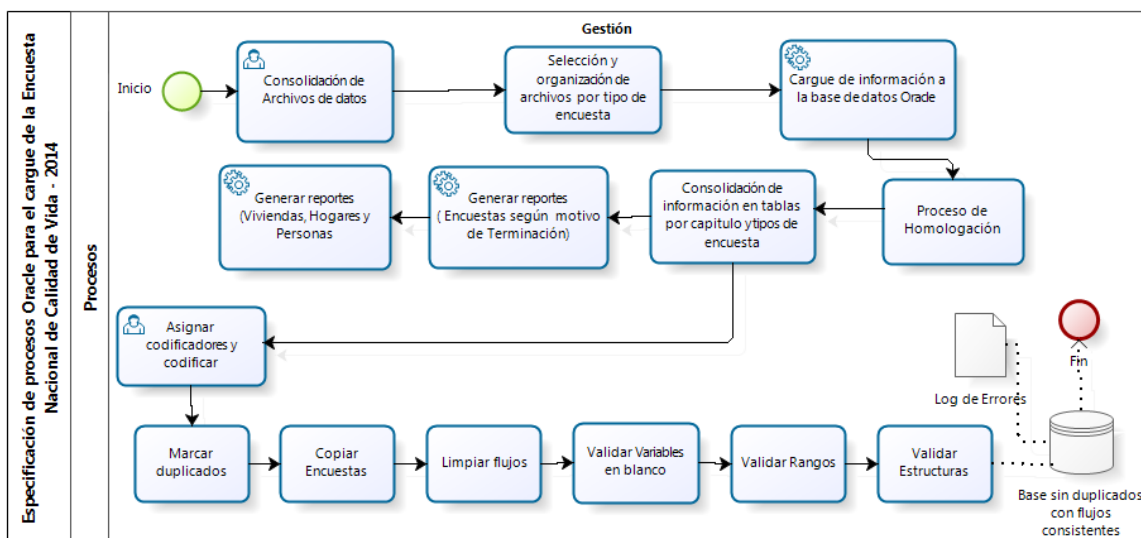 Especificación de procesos Oracle para el cargue de la Encuesta
Nacional de Calidad de Vida - 2014
Procesos
Gestión
Inicio
Consolidación de
Archivos de datos
Selección y
organización de
archivos por tipo de
encuesta
Cargue de información a
la base de datos Orade
Generar reportes
(Viviendas, Hogares y
Personas
Generar reportes
( Encuestas según motivo
de Terminación)
Consolidación de
información en tablas
por capitulo ytipos de
encuesta
Proceso de
Homologación
Asignar
codificadores y
codificar
Log de Errores
Fin
Marcar
duplicados
Copiar
Encuestas
Limpiar flujos
Validar Variables
en blanco
Validar Rangos
Validar
Estructuras
Base sin duplicados
con flujos
consistentes